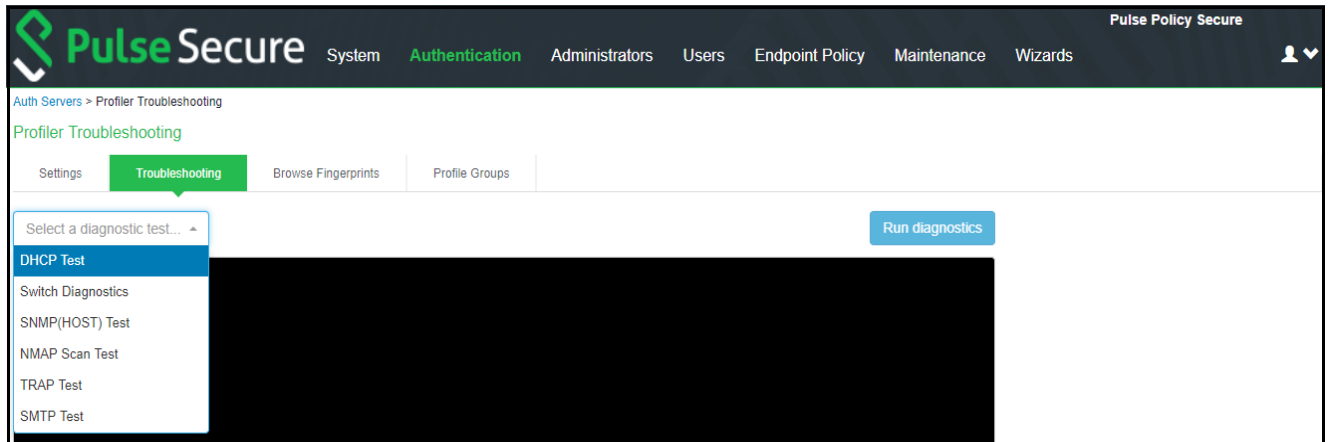 Pulse Policy Secure
Pulse Secure System Authentication Administrators Users Endpoint Policy Maintenance Wizards
Auth Servers > Profiler Troubleshooting
Profiler Troubleshooting
Settings Troubleshooting Browse Fingerprints Profile Groups
Select a diagnostic test... Run diagnostics
DHCP Test
Switch Diagnostics
SNMP(HOST) Test
NMAP Scan Test
TRAP Test
SMTP Test